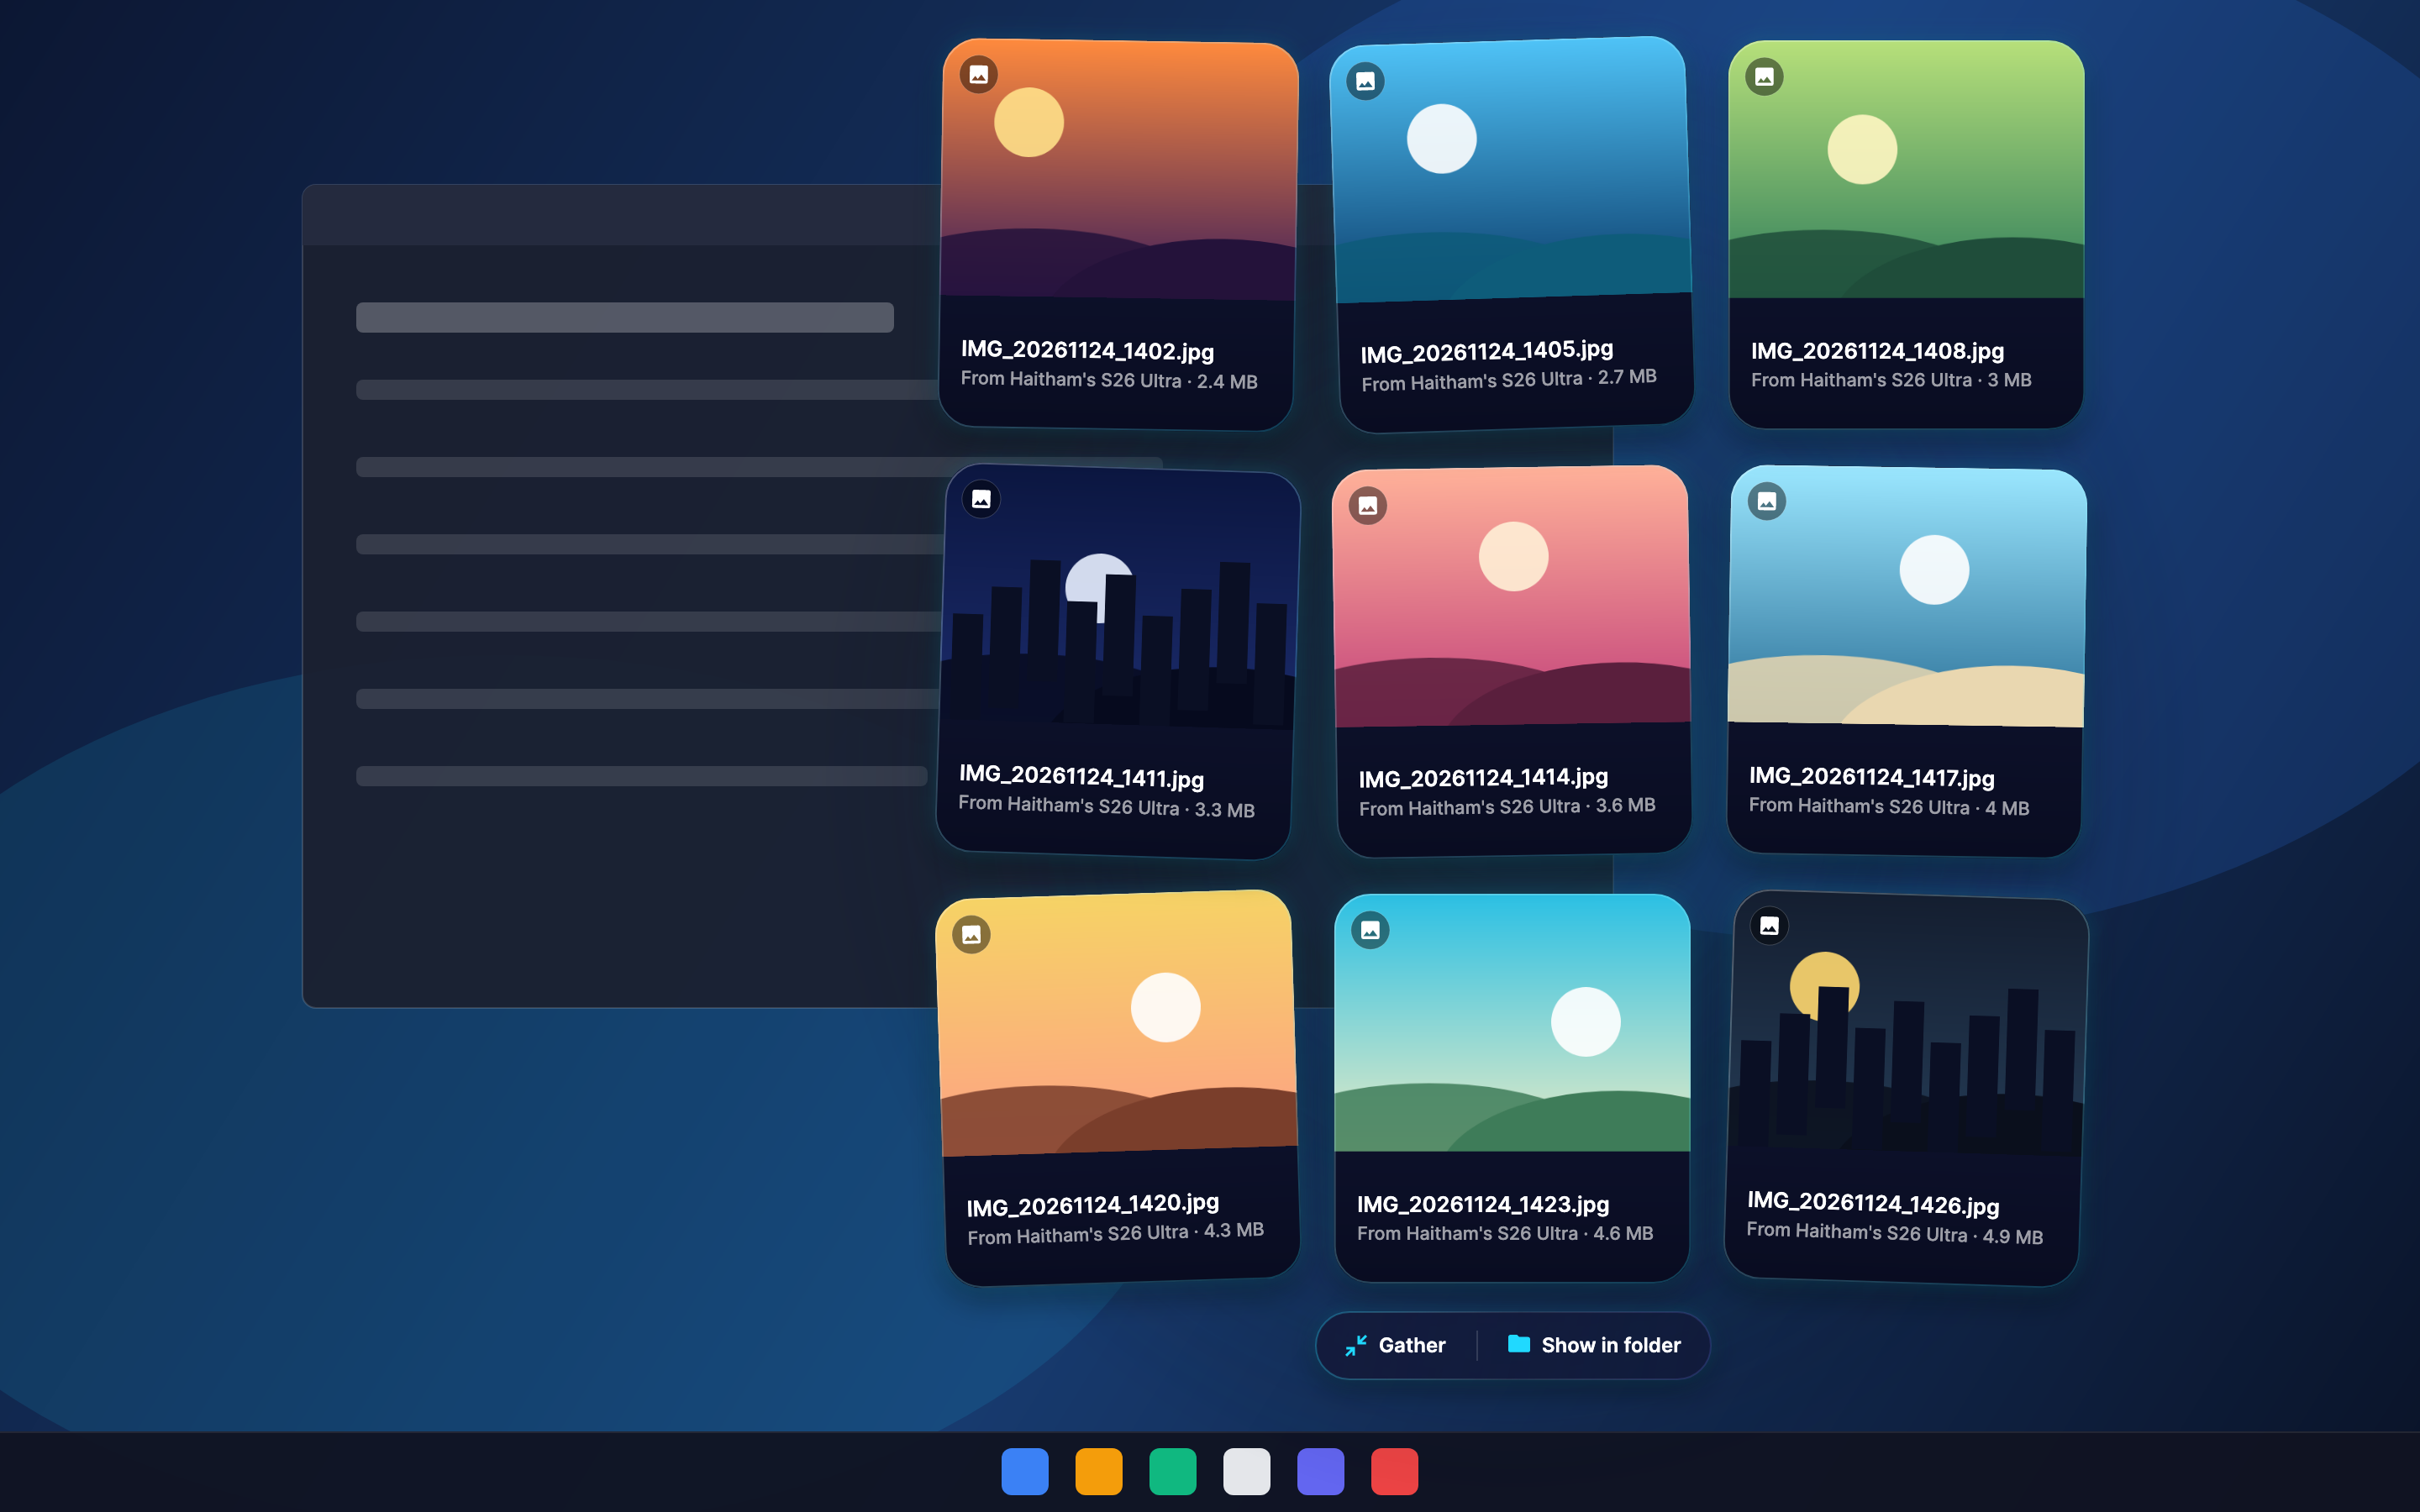 IMG_20261124_1402.jpg
From Haitham's S26 Ultra · 2.4 MB
IMG_20261124_1405.jpg
From Haitham's S26 Ultra · 2.7 MB
IMG_20261124_1408.jpg
From Haitham's S26 Ultra · 3 MB
IMG_20261124_1411.jpg
From Haitham's S26 Ultra · 3.3 MB
IMG_20261124_1414.jpg
From Haitham's S26 Ultra · 3.6 MB
IMG_20261124_1417.jpg
From Haitham's S26 Ultra · 4 MB
IMG_20261124_1420.jpg
From Haitham's S26 Ultra · 4.3 MB
IMG_20261124_1423.jpg
From Haitham's S26 Ultra · 4.6 MB
IMG_20261124_1426.jpg
From Haitham's S26 Ultra · 4.9 MB
Gather
Show in folder